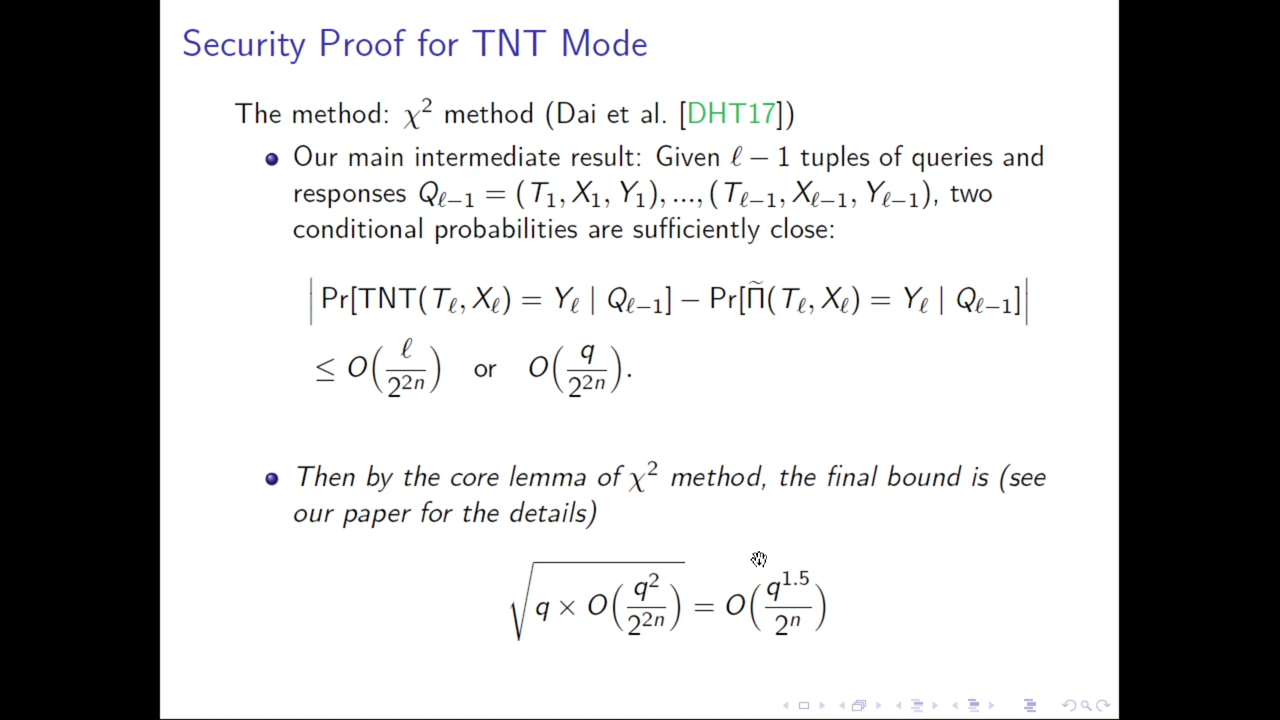 Security Proof for TNT Mode
The method: χ² method (Dai et al. [DHT17])
Our main intermediate result: Given ℓ − 1 tuples of queries and
responses Q_{ℓ−1} = (T₁, X₁, Y₁), ..., (T_{ℓ−1}, X_{ℓ−1}, Y_{ℓ−1}), two
conditional probabilities are sufficiently close:
|Pr[TNT(T_ℓ, X_ℓ) = Y_ℓ | Q_{ℓ−1}] − Pr[Π̃(T_ℓ, X_ℓ) = Y_ℓ | Q_{ℓ−1}]|
≤ O(ℓ/2^{2n}) or O(q/2^{2n}).
Then by the core lemma of χ² method, the final bound is (see
our paper for the details)
√(q × O(q²/2^{2n})) = O(q^{1.5}/2^n)